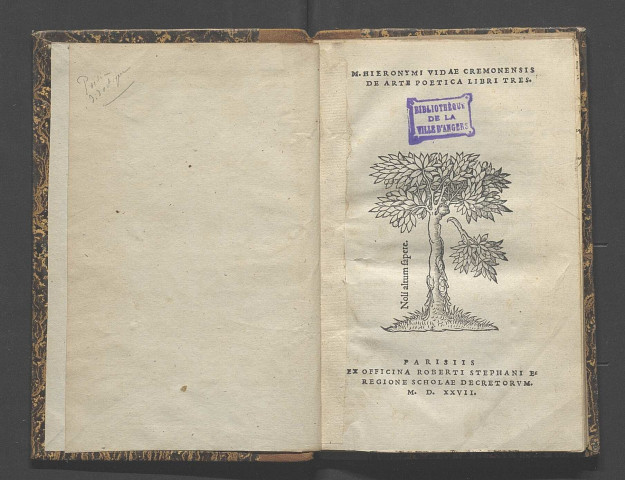 M. HIERONYMI VIDAE CREMONENSIS
DE ARTE POETICA LIBRI TRES.
BIBLIOTHÈQUE
DE LA
VILLE D'ANGERS
Noli altum sapere.
PARISIIS
EX OFFICINA ROBERTI STEPHANI E
REGIONE SCHOLAE DECRETORVM.
M. D. XXVII.